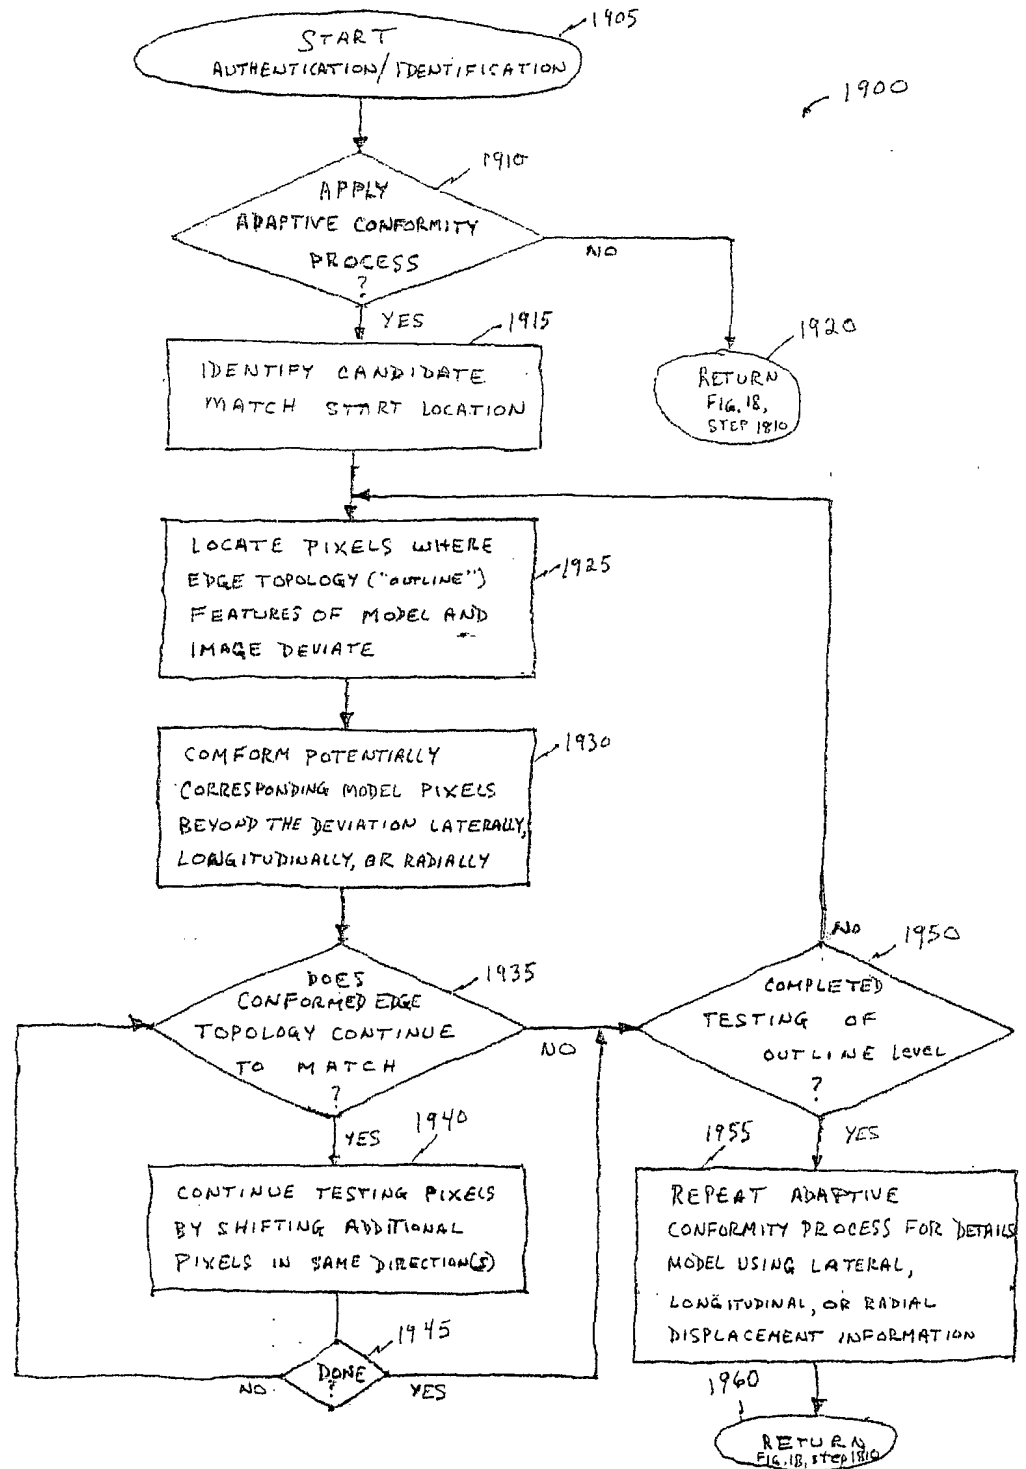 1905
START
AUTHENTICATION/IDENTIFICATION
1900
1910
APPLY
ADAPTIVE CONFORMITY
PROCESS
?
NO
YES
1915
IDENTIFY CANDIDATE
MATCH START LOCATION
1920
RETURN
FIG. 18,
STEP 1810
LOCATE PIXELS WHERE
EDGE TOPOLOGY ("OUTLINE")
FEATURES OF MODEL AND
IMAGE DEVIATE
1925
1930
COMFORM POTENTIALLY
CORRESPONDING MODEL PIXELS
BEYOND THE DEVIATION LATERALLY,
LONGITUDINALLY, OR RADIALLY
1935
DOES
CONFORMED EDGE
TOPOLOGY CONTINUE
TO MATCH
?
NO
YES
1940
CONTINUE TESTING PIXELS
BY SHIFTING ADDITIONAL
PIXELS IN SAME DIRECTION(S)
1945
DONE
?
NO
YES
NO
1950
COMPLETED
TESTING OF
OUTLINE LEVEL
?
YES
1955
REPEAT ADAPTIVE
CONFORMITY PROCESS FOR DETAILS
MODEL USING LATERAL,
LONGITUDINAL, OR RADIAL
DISPLACEMENT INFORMATION
1960
RETURN
FIG. 18, STEP 1810